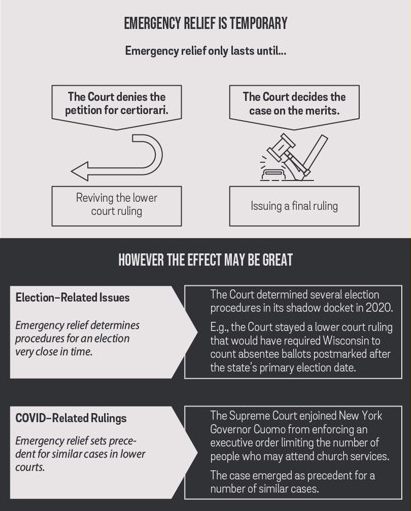 EMERGENCY RELIEF IS TEMPORARY
Emergency relief only lasts until...
The Court denies the
petition for certiorari.
Reviving the lower
court ruling
The Court decides the
case on the merits.
Issuing a final ruling
HOWEVER THE EFFECT MAY BE GREAT
Election-Related Issues
Emergency relief determines
procedures for an election
very close in time.
The Court determined several election
procedures in its shadow docket in 2020.
E.g., the Court stayed a lower court ruling
that would have required Wisconsin to
count absentee ballots postmarked after
the state's primary election date.
COVID-Related Rulings
Emergency relief sets prece-
dent for similar cases in lower
courts.
The Supreme Court enjoined New York
Governor Cuomo from enforcing an
executive order limiting the number of
people who may attend church services.
The case emerged as precedent for a
number of similar cases.